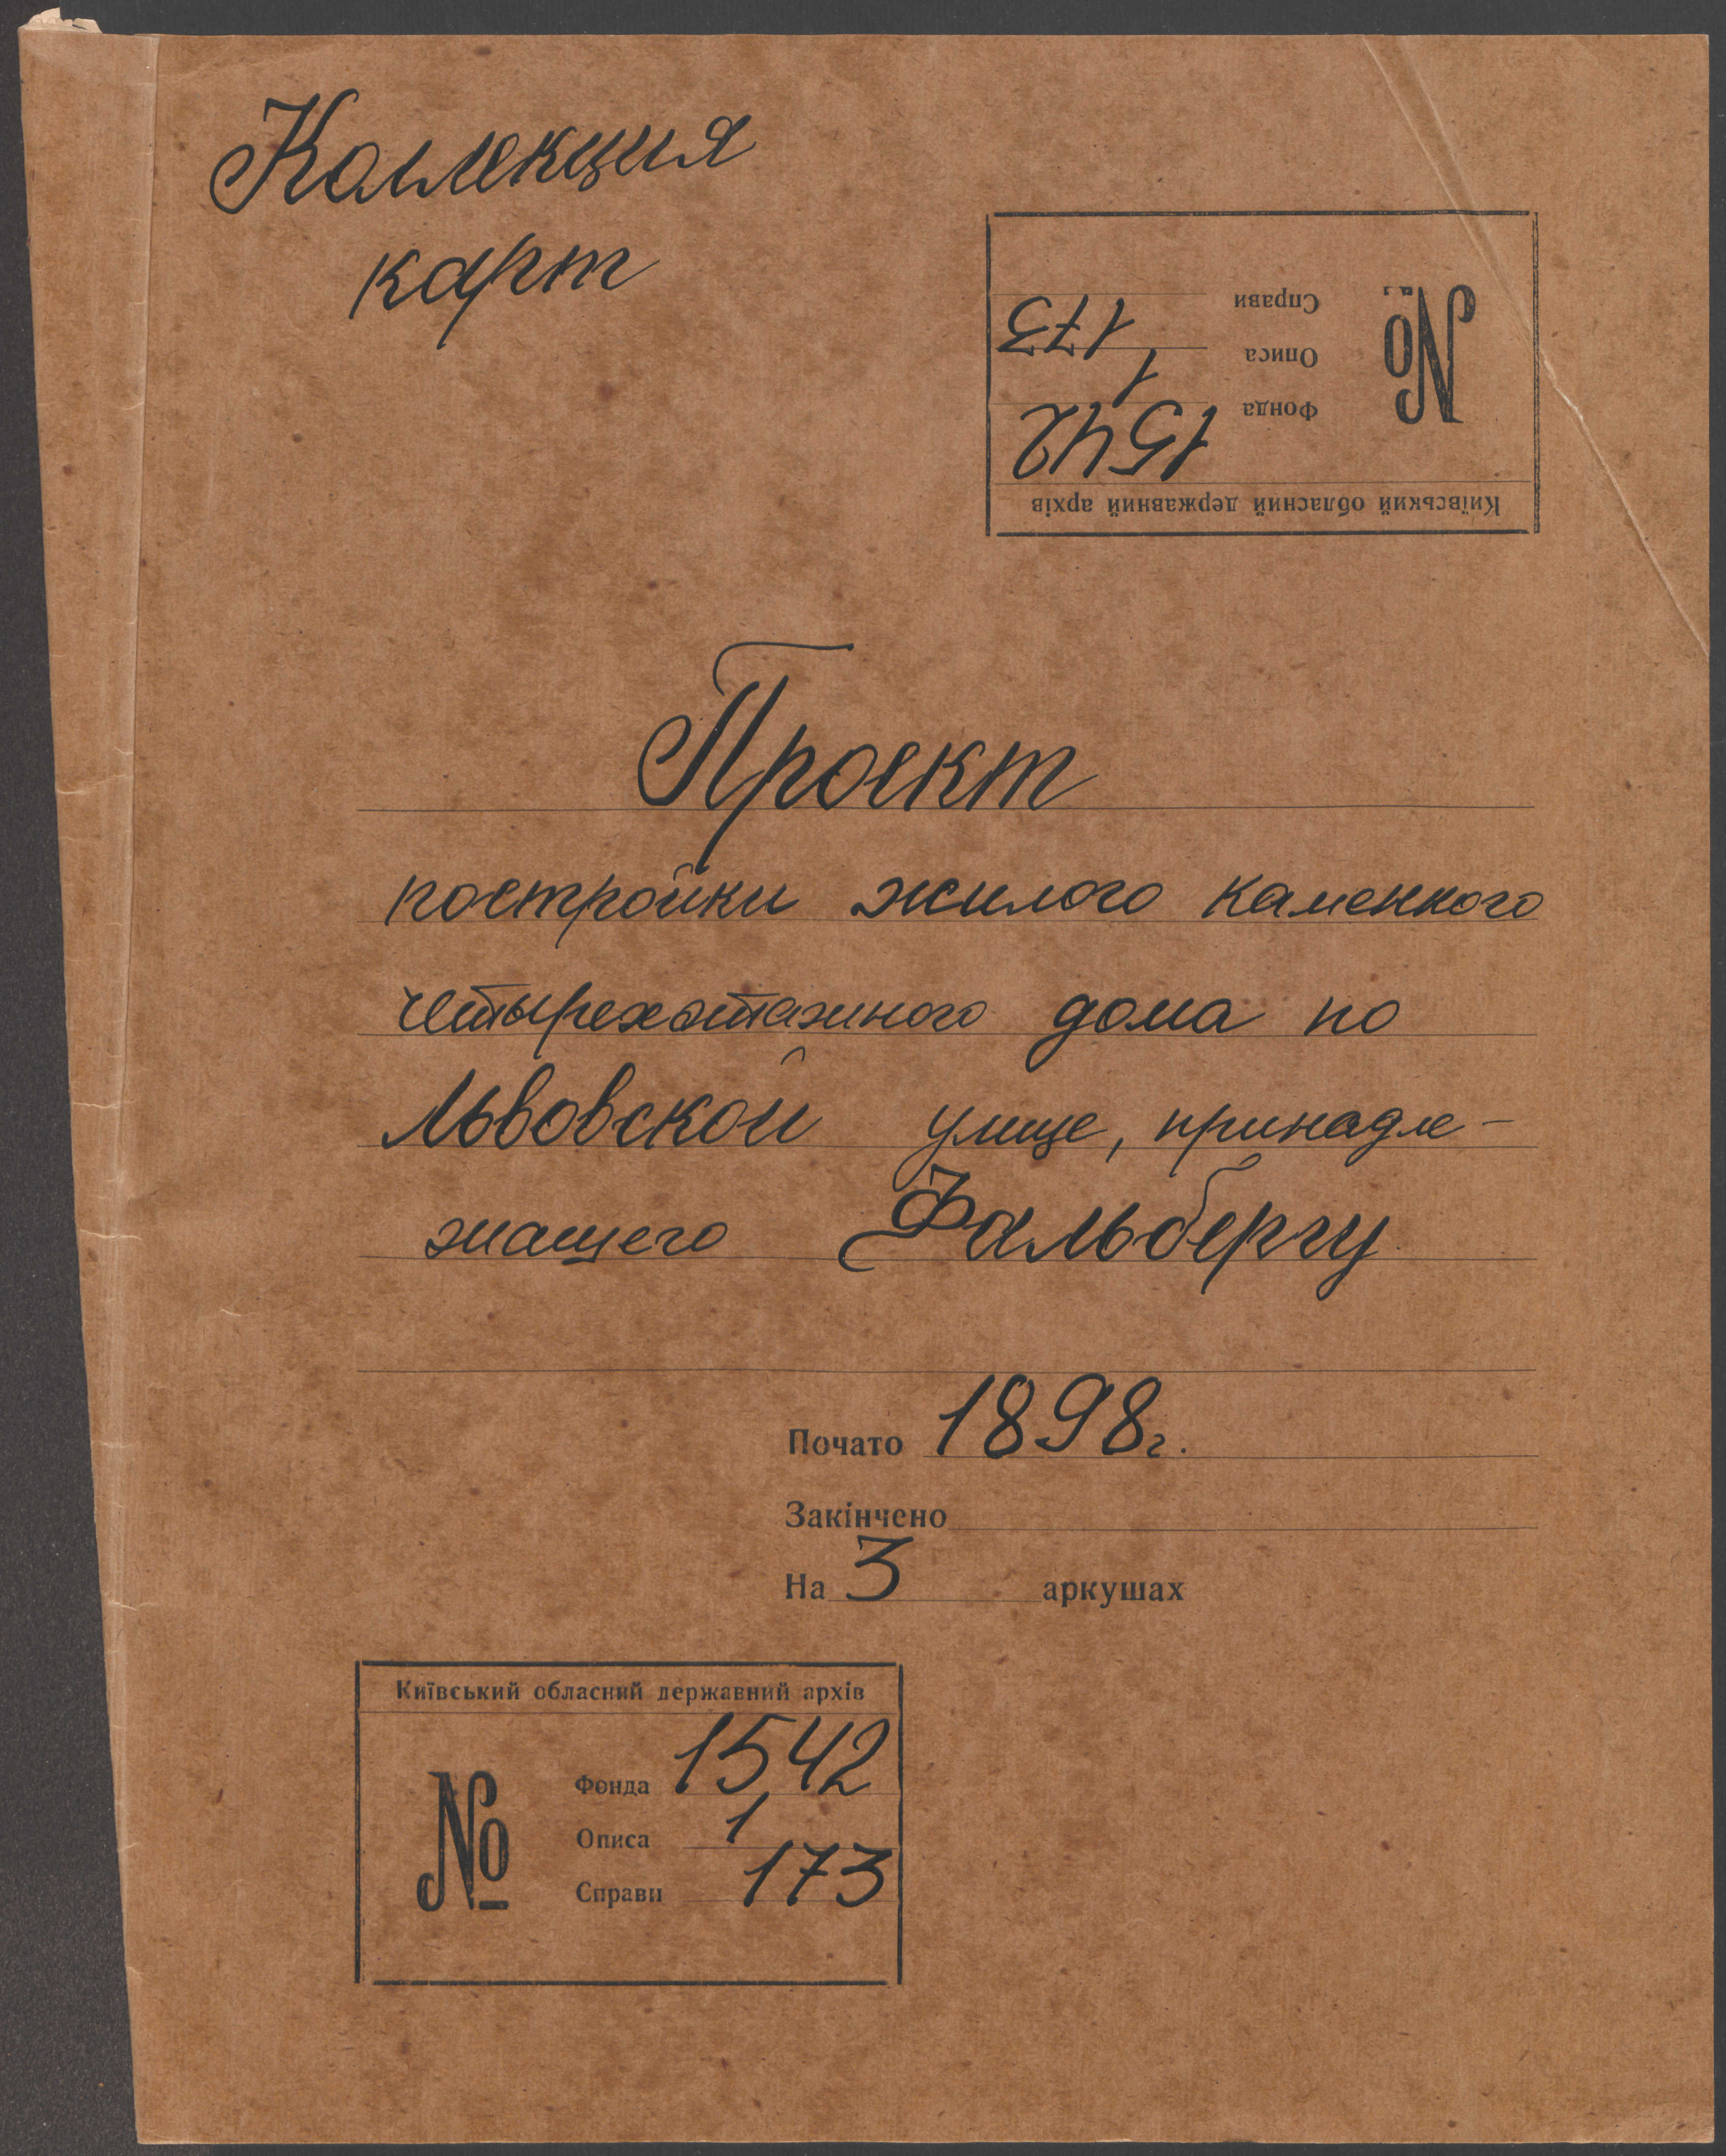 Коллекция
карт
Київський обласний державний архів
№
Фонда 1542
Описа 1
Справи 173
Проект
постройки жилого каменного
четырехэтажного дома по
Львовской улице, принадле-
жащего Фальбергу
Почато 1898г.
Закінчено
На 3 аркушах
Київський обласний державний архів
№
Фонда 1542
Описа 1
Справи 173